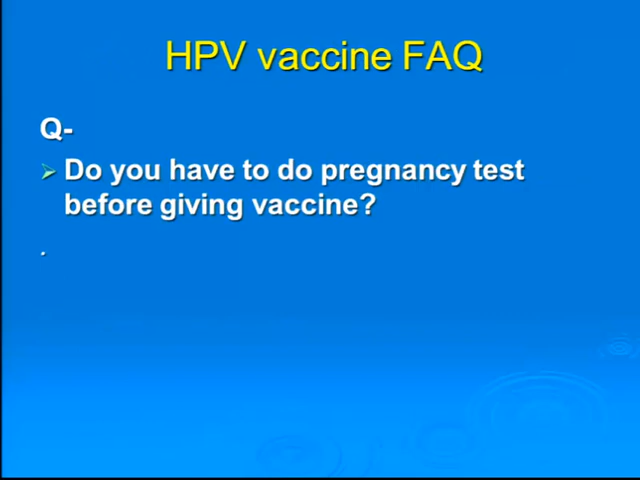 HPV vaccine FAQ
Q-
➢ Do you have to do pregnancy test
before giving vaccine?
.